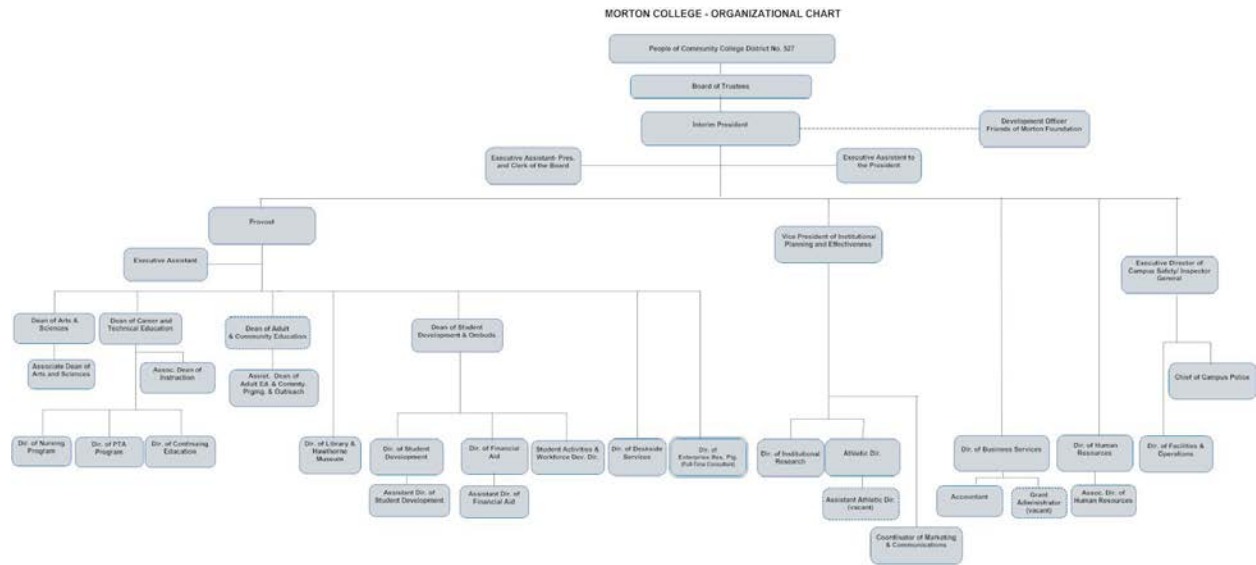 MORTON COLLEGE - ORGANIZATIONAL CHART
People of Community College District No. 527
Board of Trustees
Interim President
Development Officer
Friends of Morton Foundation
Executive Assistant- Pres.
and Clerk of the Board
Executive Assistant to
the President
Provost
Vice President of Institutional
Planning and Effectiveness
Executive Assistant
Executive Director of
Campus Safety/ Inspector
General
Dean of Arts &
Sciences
Dean of Career and
Technical Education
Dean of Adult
& Community Education
Dean of Student
Development & Ombuds
Associate Dean of
Arts and Sciences
Assoc. Dean of
Instruction
Assist. Dean of
Adult Ed. & Commty.
Prgmg. & Outreach
Chief of Campus Police
Dir. of Nursing
Program
Dir. of PTA
Program
Dir. of Continuing
Education
Dir. of Library &
Hawthorne
Museum
Dir. of Student
Development
Dir. of Financial
Aid
Student Activities &
Workforce Dev. Dir.
Dir. of Deskside
Services
Dir. of
Enterprise Res. Plg.
(Full-Time Consultant)
Dir. of Institutional
Research
Athletic Dir.
Dir. of Business Services
Dir. of Human
Resources
Dir. of Facilities &
Operations
Assistant Dir. of
Student Development
Assistant Dir. of
Financial Aid
Assistant Athletic Dir.
(vacant)
Accountant
Grant
Administrator
(vacant)
Assoc. Dir. of
Human Resources
Coordinator of Marketing
& Communications